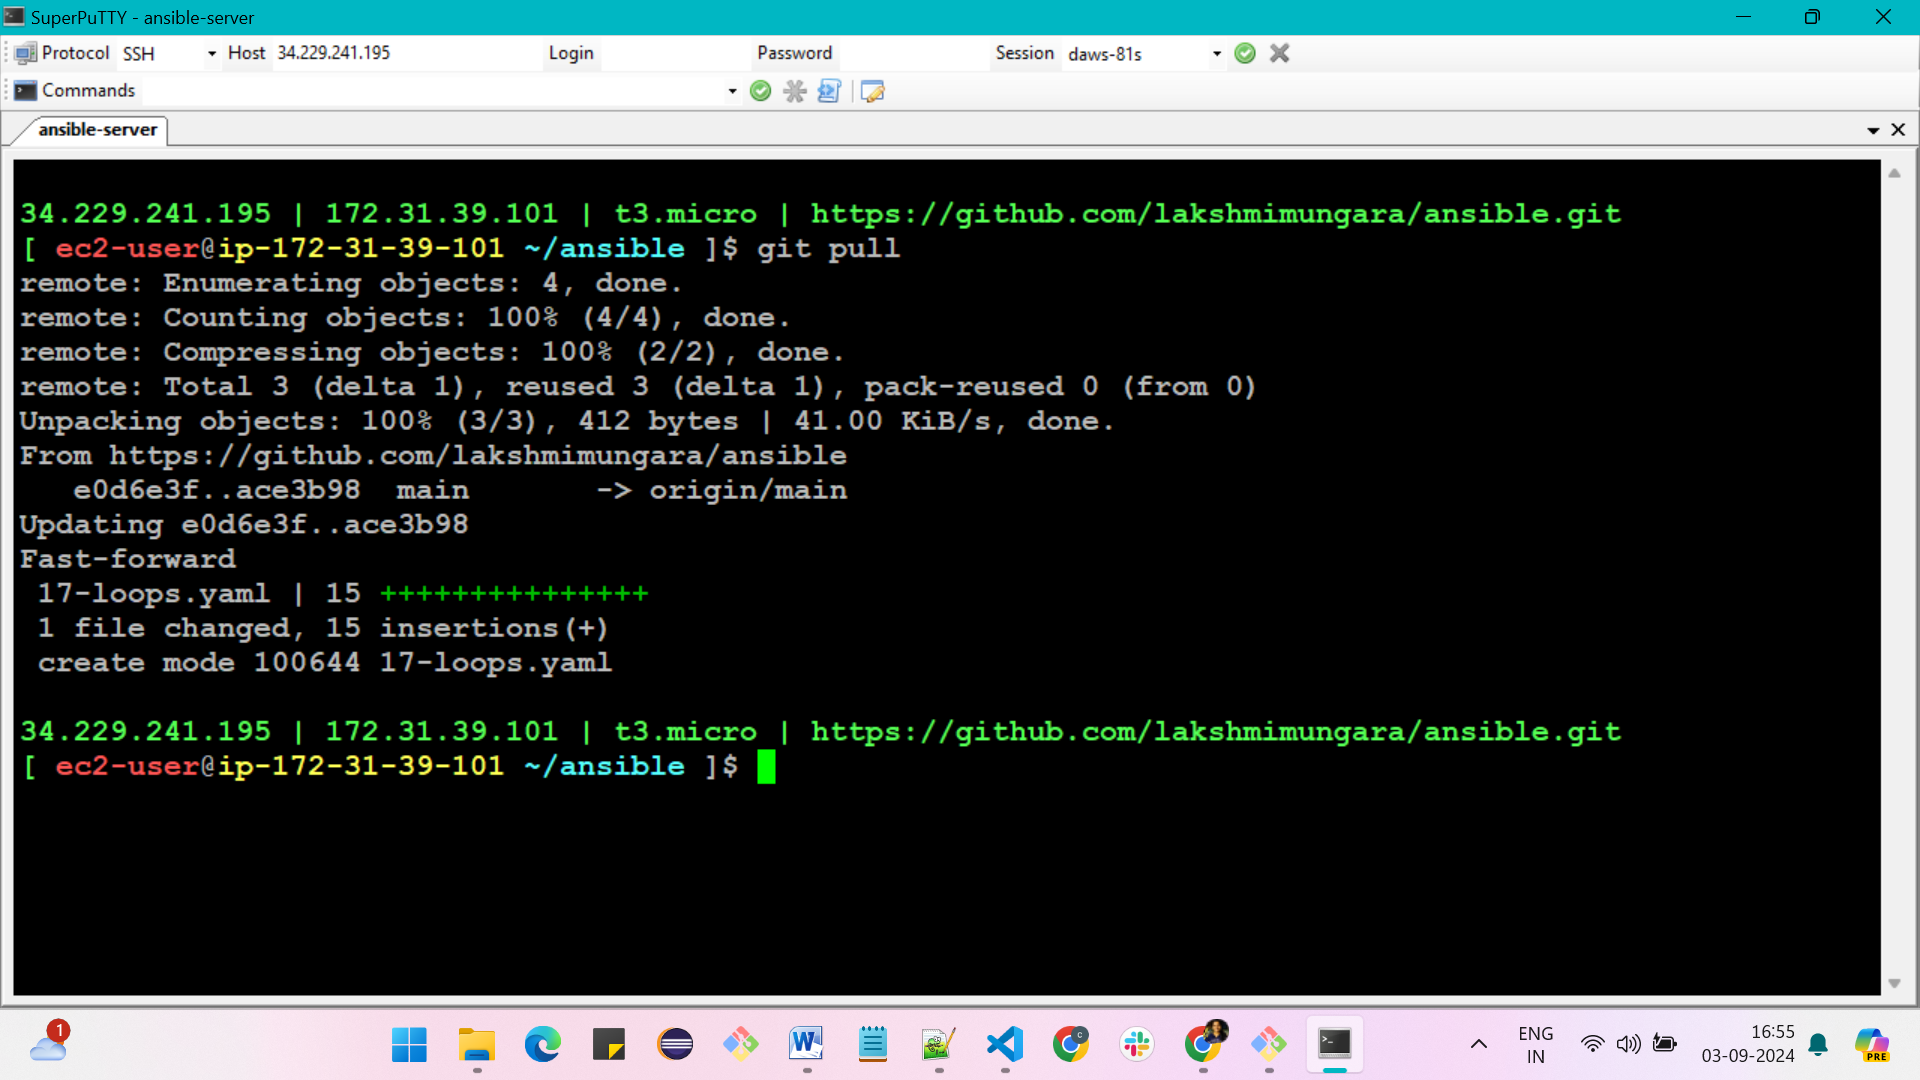 SuperPuTTY - ansible-server
Protocol SSH Host 34.229.241.195 Login Password Session daws-81s
Commands
ansible-server
34.229.241.195 | 172.31.39.101 | t3.micro | https://github.com/lakshmimungara/ansible.git
[ ec2-user@ip-172-31-39-101 ~/ansible ]$ git pull
remote: Enumerating objects: 4, done.
remote: Counting objects: 100% (4/4), done.
remote: Compressing objects: 100% (2/2), done.
remote: Total 3 (delta 1), reused 3 (delta 1), pack-reused 0 (from 0)
Unpacking objects: 100% (3/3), 412 bytes | 41.00 KiB/s, done.
From https://github.com/lakshmimungara/ansible
   e0d6e3f..ace3b98  main       -> origin/main
Updating e0d6e3f..ace3b98
Fast-forward
 17-loops.yaml | 15 +++++++++++++++
 1 file changed, 15 insertions(+)
 create mode 100644 17-loops.yaml
34.229.241.195 | 172.31.39.101 | t3.micro | https://github.com/lakshmimungara/ansible.git
[ ec2-user@ip-172-31-39-101 ~/ansible ]$
1
ENG
IN
16:55
03-09-2024
PRE